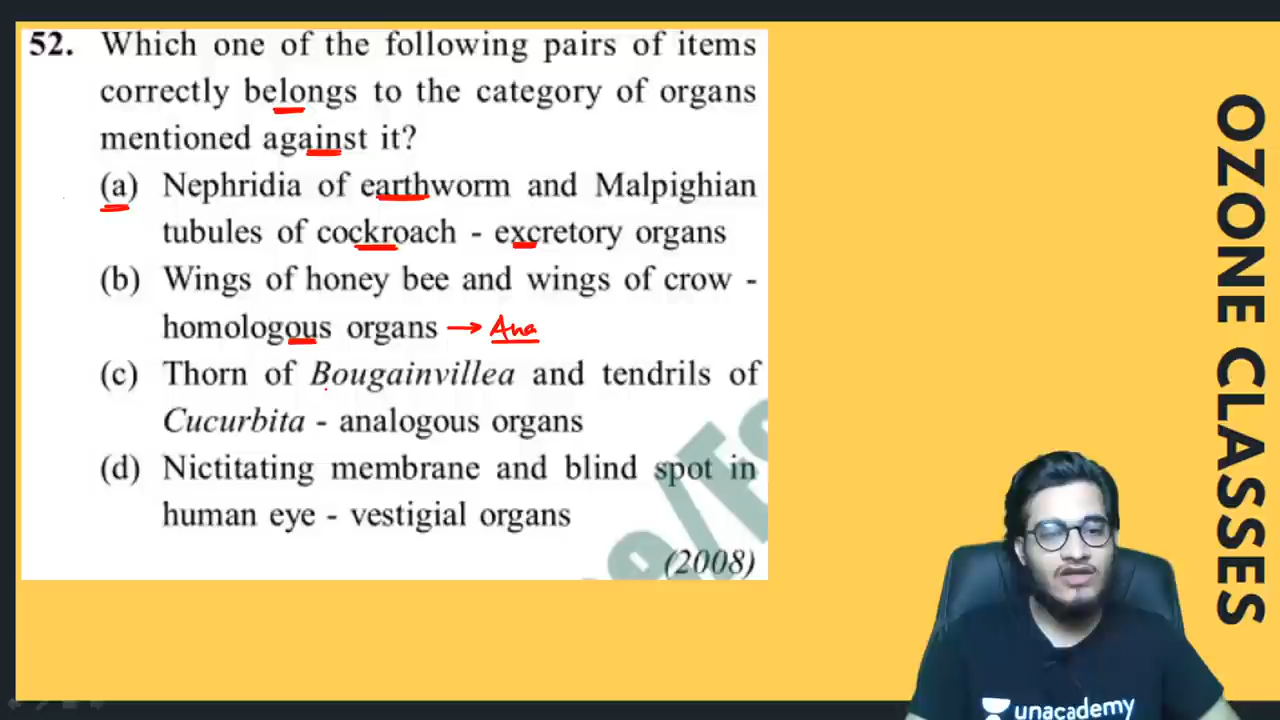 52. Which one of the following pairs of items
correctly belongs to the category of organs
mentioned against it?
(a) Nephridia of earthworm and Malpighian
tubules of cockroach - excretory organs
(b) Wings of honey bee and wings of crow -
homologous organs → Ana
(c) Thorn of Bougainvillea and tendrils of
Cucurbita - analogous organs
(d) Nictitating membrane and blind spot in
human eye - vestigial organs
(2008)
OZONE CLASSES
unacademy